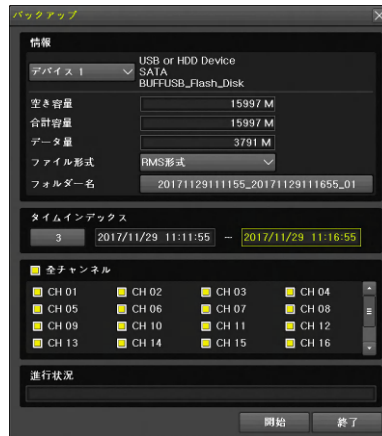 バックアップ
情報
デバイス 1
USB or HDD Device
SATA
BUFFUSB_Flash_Disk
空き容量 15997 M
合計容量 15997 M
データ量 3791 M
ファイル形式 RMS形式
フォルダー名 20171129111155_20171129111655_01
タイムインデックス
3 2017/11/29 11:11:55 ― 2017/11/29 11:16:55
全チャンネル
CH 01 CH 02 CH 03 CH 04
CH 05 CH 06 CH 07 CH 08
CH 09 CH 10 CH 11 CH 12
CH 13 CH 14 CH 15 CH 16
進行状況
開始 終了